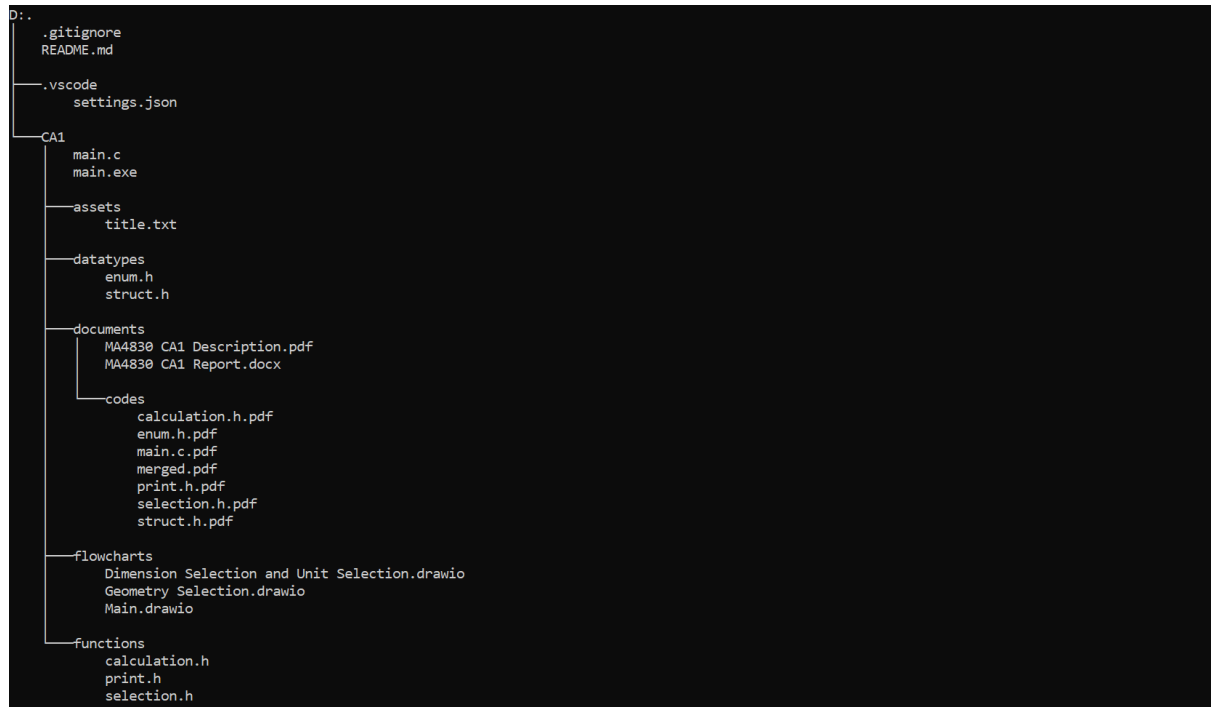 D:.
.gitignore
README.md
.vscode
settings.json
CA1
main.c
main.exe
assets
title.txt
datatypes
enum.h
struct.h
documents
MA4830 CA1 Description.pdf
MA4830 CA1 Report.docx
codes
calculation.h.pdf
enum.h.pdf
main.c.pdf
merged.pdf
print.h.pdf
selection.h.pdf
struct.h.pdf
flowcharts
Dimension Selection and Unit Selection.drawio
Geometry Selection.drawio
Main.drawio
functions
calculation.h
print.h
selection.h